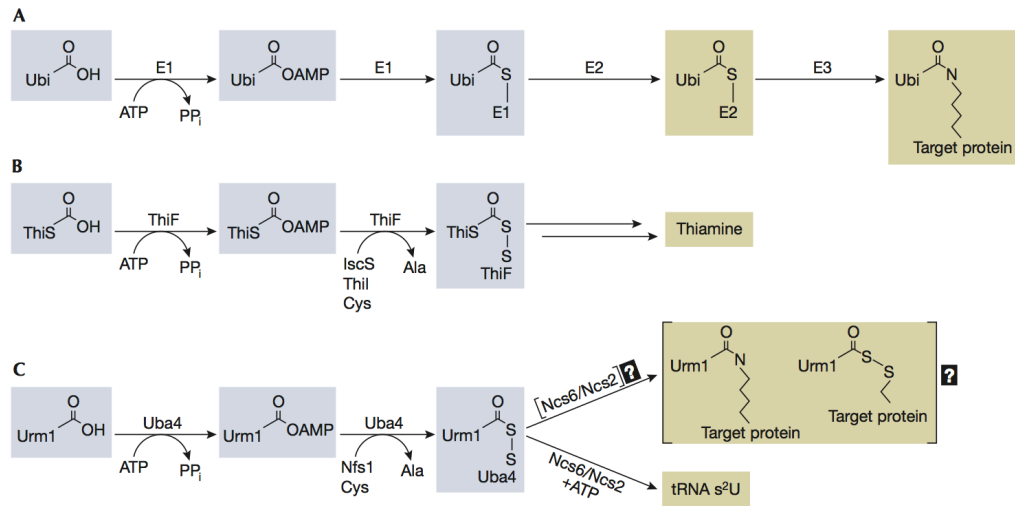 A
Ubi
O
OH
E1
ATP
PPi
Ubi
O
OAMP
E1
Ubi
O
S
E1
E2
Ubi
O
S
E2
E3
Ubi
O
N
Target protein
B
ThiS
O
OH
ThiF
ATP
PPi
ThiS
O
OAMP
ThiF
IscS
ThiI
Cys
Ala
ThiS
O
S
S
ThiF
Thiamine
C
Urm1
O
OH
Uba4
ATP
PPi
Urm1
O
OAMP
Uba4
Nfs1
Cys
Ala
Urm1
O
S
S
Uba4
[Ncs6/Ncs2] ?
Urm1
O
N
Target protein
Urm1
O
S
S
Target protein
?
Ncs6/Ncs2
+ATP
tRNA s²U